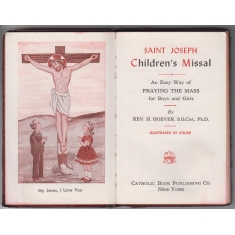 My Jesus, I Love You
SAINT JOSEPH
Children's Missal
An Easy Way of
PRAYING THE MASS
for Boys and Girls
By
REV. H. HOEVER, S.O.Cist., Ph.D.
ILLUSTRATED IN COLOR
CATHOLIC BOOK PUBLISHING CO.
NEW YORK